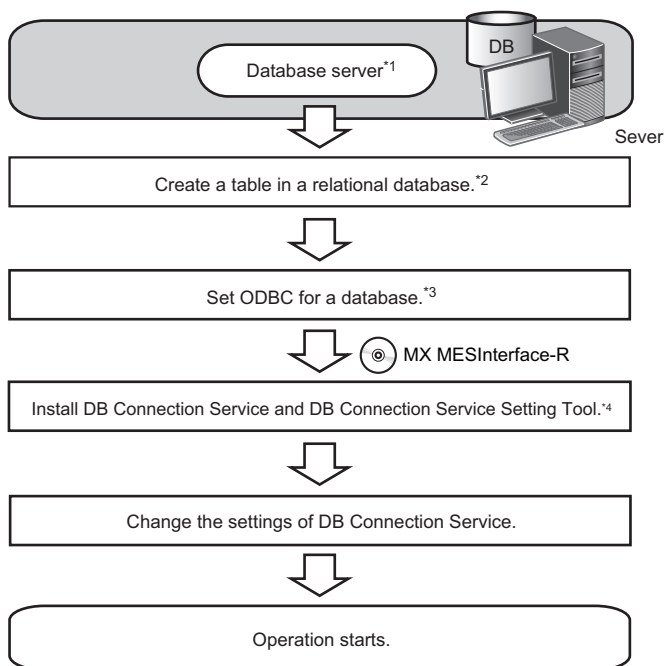 DB
Database server*1
Sever
Create a table in a relational database.*2
Set ODBC for a database.*3
MX MESInterface-R
Install DB Connection Service and DB Connection Service Setting Tool.*4
Change the settings of DB Connection Service.
Operation starts.